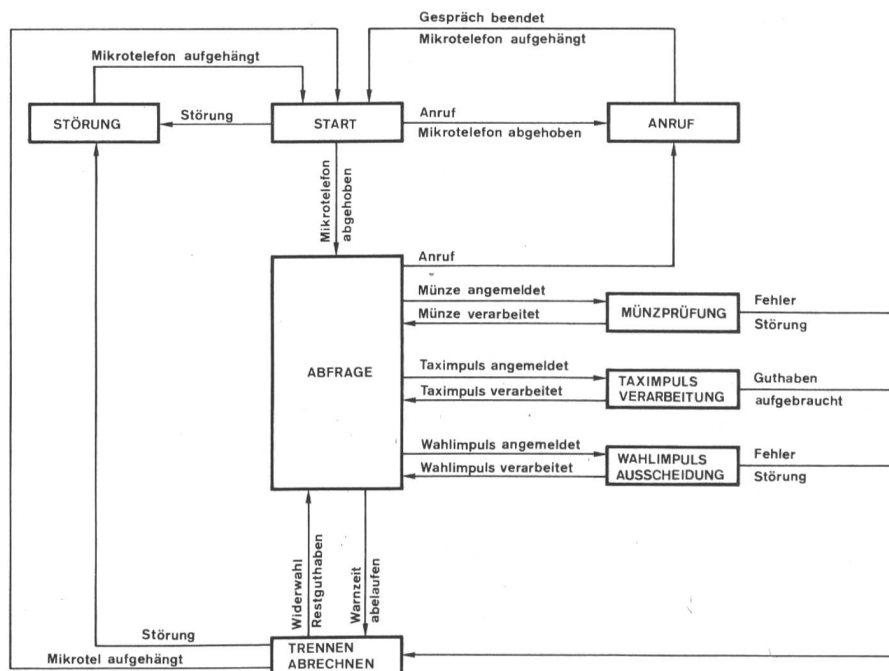 Gespräch beendet
Mikrotelefon aufgehängt
Mikrotelefon aufgehängt
STÖRUNG
Störung
START
Anruf
Mikrotelefon abgehoben
ANRUF
Mikrotelefon
abgehoben
Anruf
Münze angemeldet
Münze verarbeitet
MÜNZPRÜFUNG
Fehler
Störung
ABFRAGE
Taximpuls angemeldet
Taximpuls verarbeitet
TAXIMPULS
VERARBEITUNG
Guthaben
aufgebraucht
Wahlimpuls angemeldet
Wahlimpuls verarbeitet
WAHLIMPULS
AUSSCHEIDUNG
Fehler
Störung
Widerwahl
Restguthaben
Warnzeit
abelaufen
Störung
Mikrotel aufgehängt
TRENNEN
ABRECHNEN